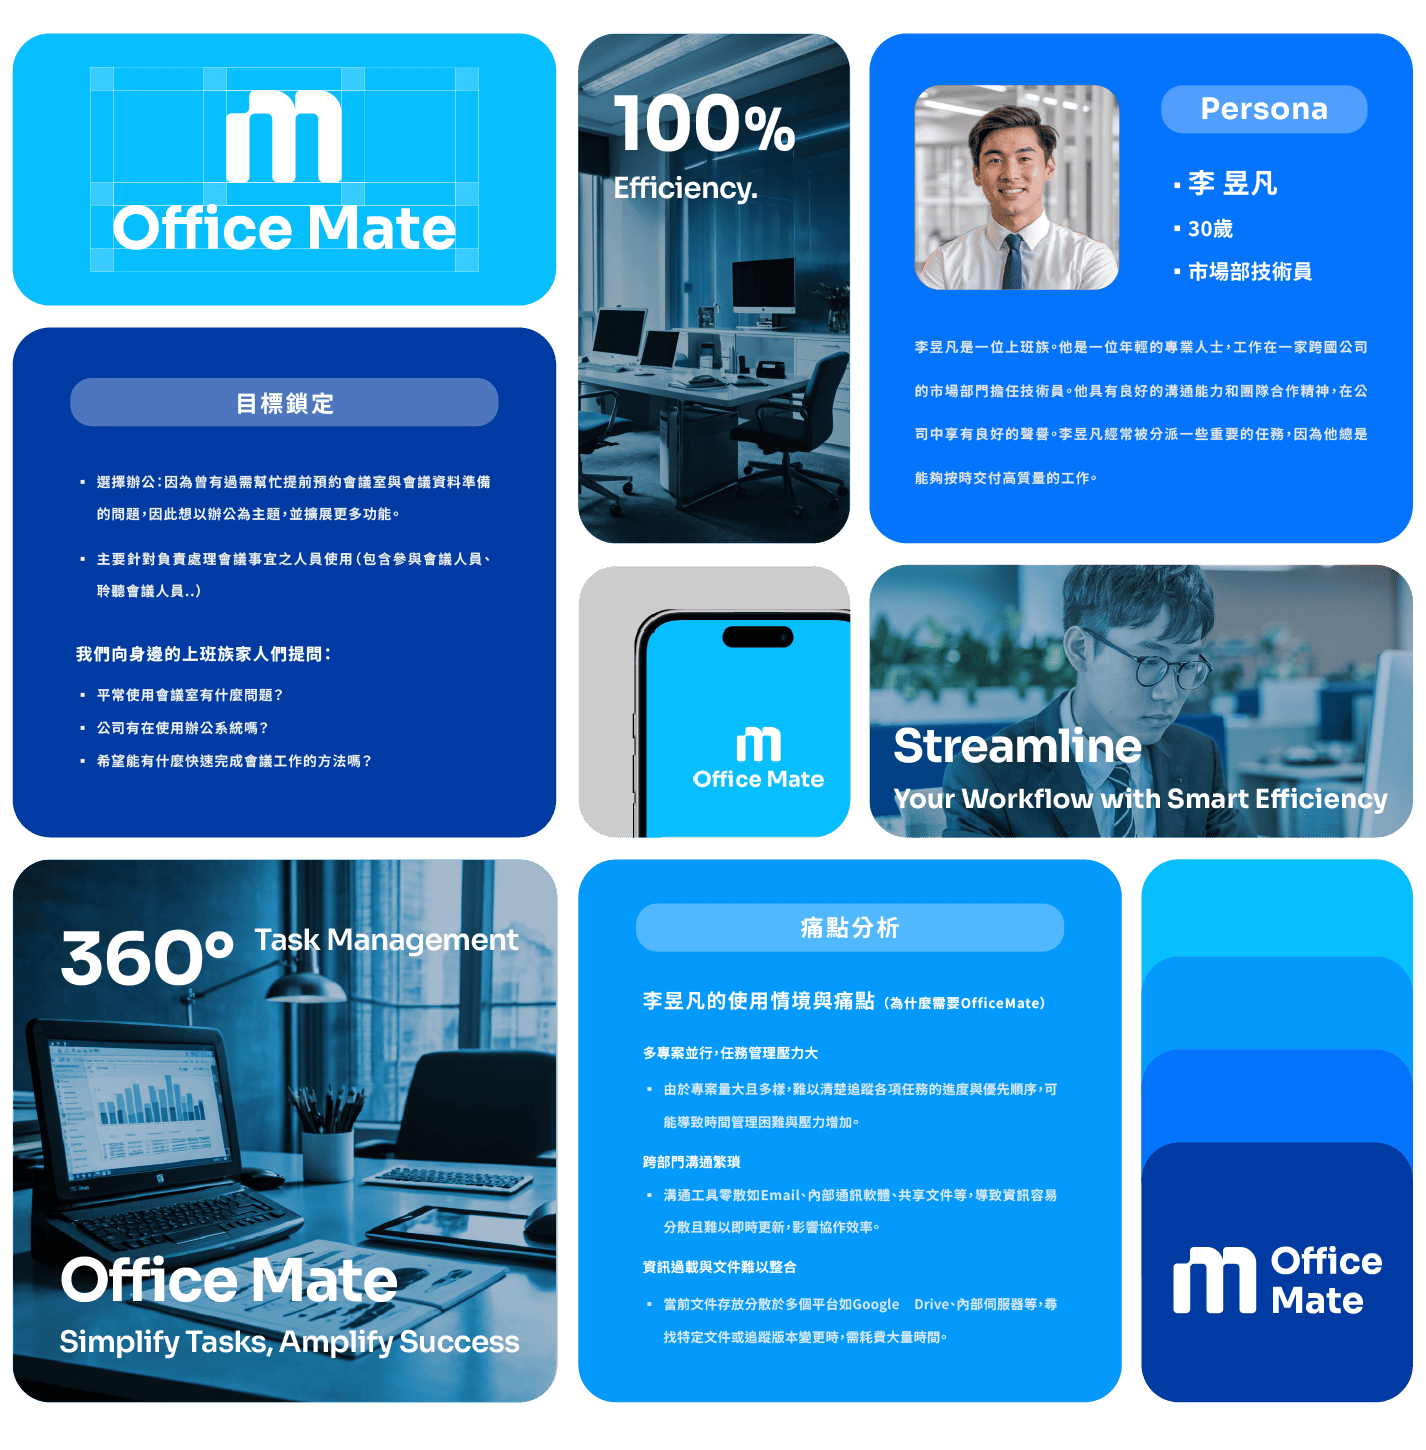 m
Office Mate
100%
Efficiency.
Persona
▪ 李 昱凡
▪ 30歲
▪ 市場部技術員
李昱凡是一位上班族。他是一位年輕的專業人士，工作在一家跨國公司
的市場部門擔任技術員。他具有良好的溝通能力和團隊合作精神，在公
司中享有良好的聲譽。李昱凡經常被分派一些重要的任務，因為他總是
能夠按時交付高質量的工作。
目標鎖定
▪ 選擇辦公：因為曾有過需幫忙提前預約會議室與會議資料準備
的問題，因此想以辦公為主題，並擴展更多功能。
▪ 主要針對負責處理會議事宜之人員使用（包含參與會議人員、
聆聽會議人員..）
我們向身邊的上班族家人們提問：
▪ 平常使用會議室有什麼問題？
▪ 公司有在使用辦公系統嗎？
▪ 希望能有什麼快速完成會議工作的方法嗎？
m
Office Mate
Streamline
Your Workflow with Smart Efficiency
360° Task Management
Office Mate
Simplify Tasks, Amplify Success
痛點分析
李昱凡的使用情境與痛點（為什麼需要OfficeMate）
多專案並行，任務管理壓力大
▪ 由於專案量大且多樣，難以清楚追蹤各項任務的進度與優先順序，可
能導致時間管理困難與壓力增加。
跨部門溝通繁瑣
▪ 溝通工具零散如Email、內部通訊軟體、共享文件等，導致資訊容易
分散且難以即時更新，影響協作效率。
資訊過載與文件難以整合
▪ 當前文件存放分散於多個平台如Google Drive、內部伺服器等，尋
找特定文件或追蹤版本變更時，需耗費大量時間。
m
Office
Mate